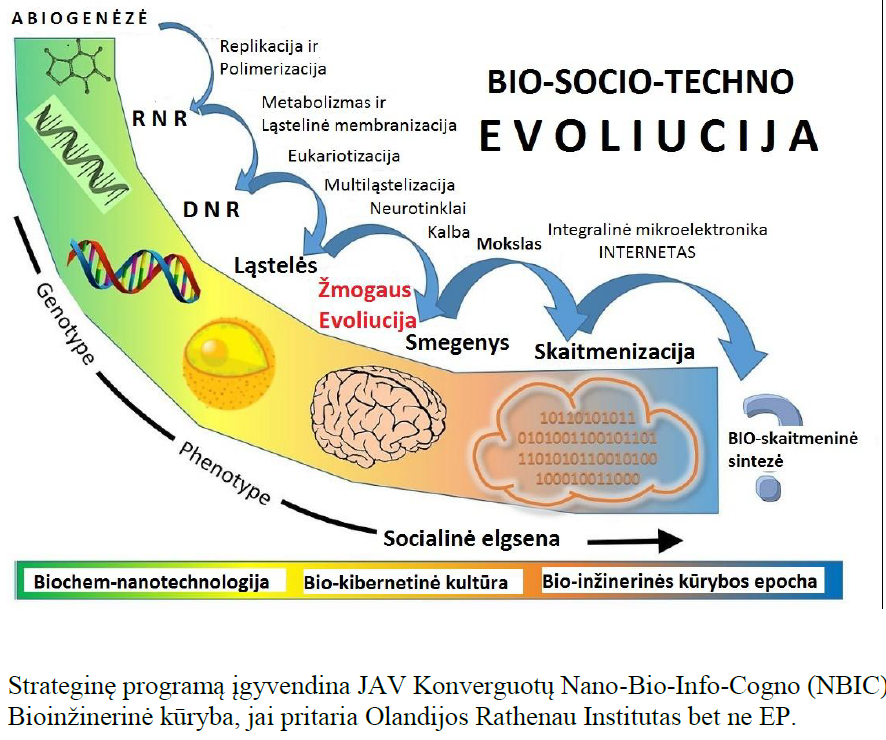 ABIOGENĖZĖ
Replikacija ir
Polimerizacija
BIO-SOCIO-TECHNO
EVOLIUCIJA
RNR
Metabolizmas ir
Ląstelinė membranizacija
Eukariotizacija
DNR
Multiląstelizacija
Neurotinklai
Kalba
Mokslas
Integralinė mikroelektronika
INTERNETAS
Ląstelės
Žmogaus
Evoliucija
Smegenys
Skaitmenizacija
Genotype
10110101011
0101001100101101
1101010110010100
100010011000
BIO-skaitmeninė
sintezė
Phenotype
Socialinė elgsena
Biochem-nanotechnologija
Bio-kibernetinė kultūra
Bio-inžinerinės kūrybos epocha
Strateginę programą įgyvendina JAV Konverguotų Nano-Bio-Info-Cogno (NBIC)
Bioinžinerinė kūryba, jai pritaria Olandijos Rathenau Institutas bet ne EP.